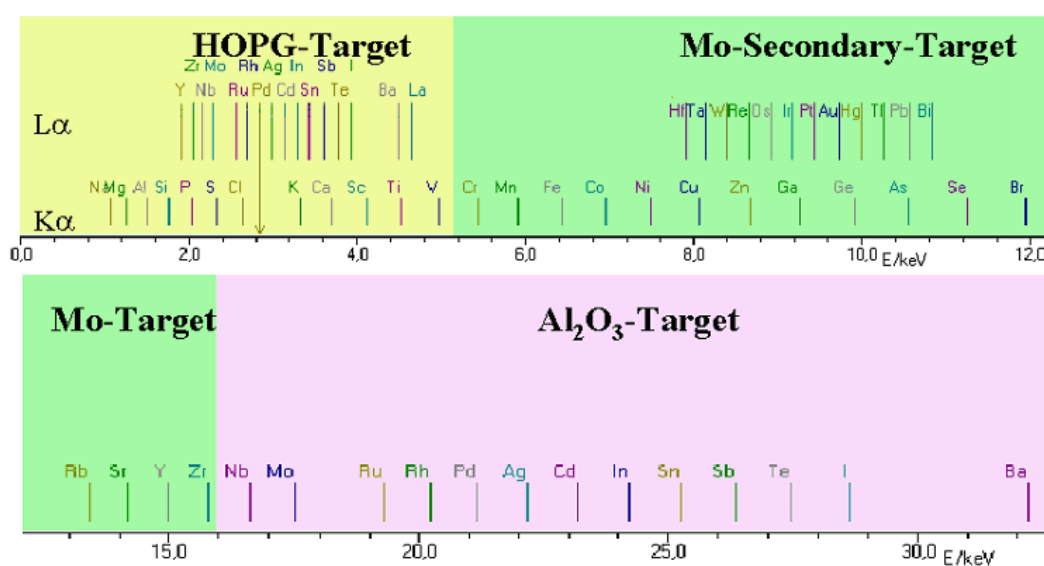 HOPG-Target Mo-Secondary-Target
Zr Mo Rh Ag In Sb I
Y Nb Ru Pd Cd Sn Te Ba La
Hf Ta W Re Os Ir Pt Au Hg Tl Pb Bi
Lα
Na Mg Al Si P S Cl K Ca Sc Ti V Cr Mn Fe Co Ni Cu Zn Ga Ge As Se Br
Kα
0,0 2,0 4,0 6,0 8,0 10,0 E/keV 12,0
Mo-Target Al₂O₃-Target
Rb Sr Y Zr Nb Mo Ru Rh Pd Ag Cd In Sn Sb Te I Ba
15,0 20,0 25,0 30,0 E/keV